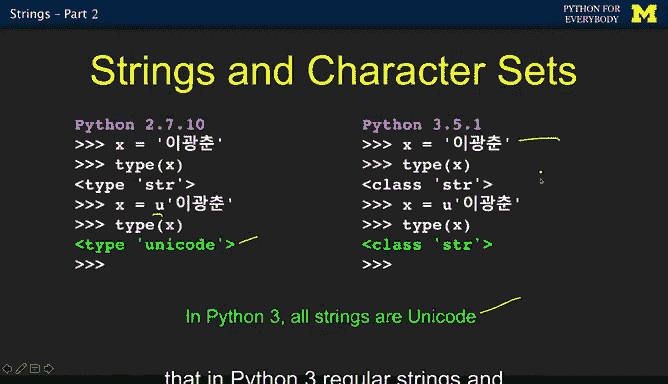 Strings - Part 2
PYTHON FOR
EVERYBODY
M
Strings and Character Sets
Python 2.7.10
>>> x = '이광춘'
>>> type(x)
<type 'str'>
>>> x = u'이광춘'
>>> type(x)
<type 'unicode'>
>>>
Python 3.5.1
>>> x = '이광춘'
>>> type(x)
<class 'str'>
>>> x = u'이광춘'
>>> type(x)
<class 'str'>
>>>
In Python 3, all strings are Unicode
that in Python 3 regular strings and